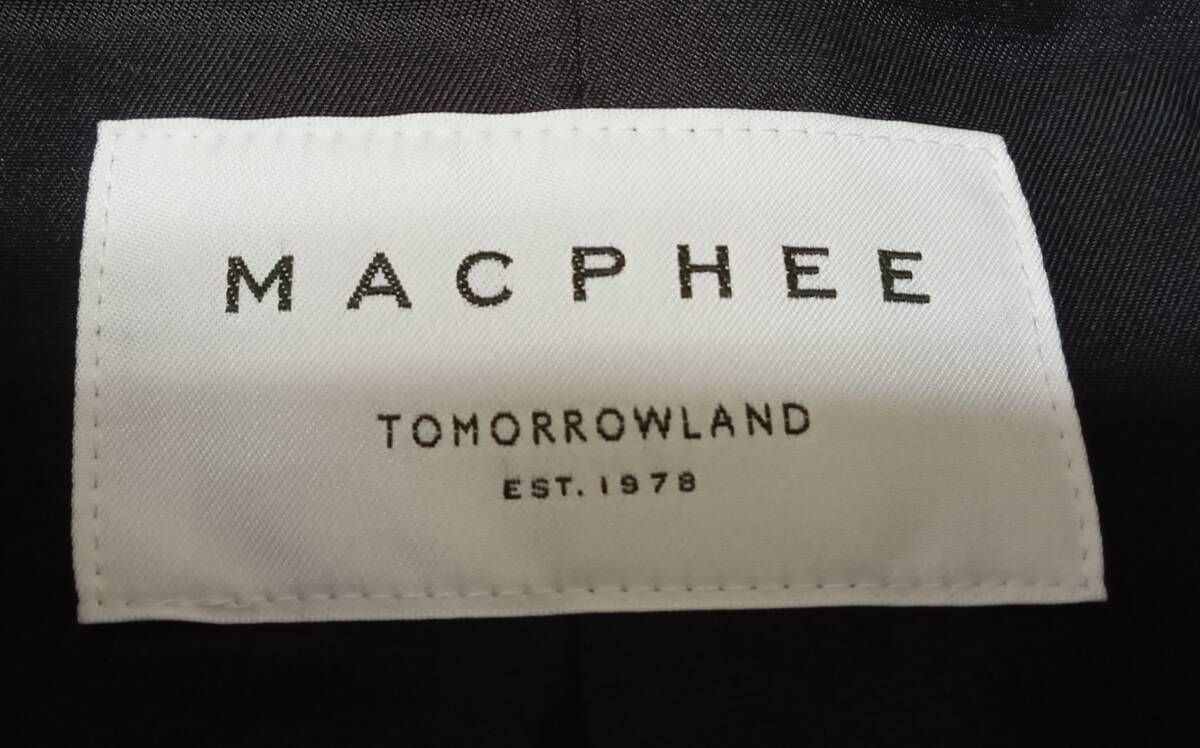 MACPHEE
TOMORROWLAND
EST. 1978